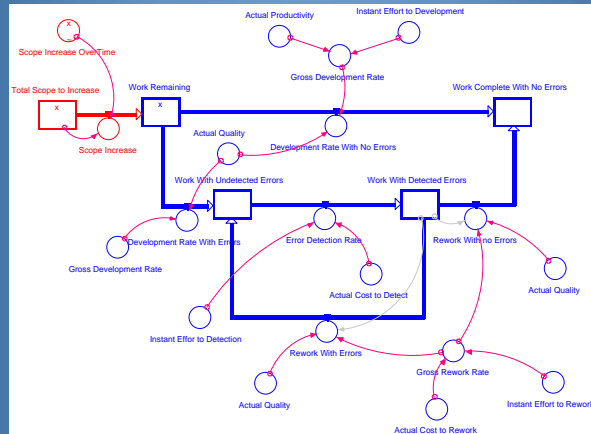 Actual Productivity
Instant Effort to Development
x
~
Scope Increase OverTime
Gross Development Rate
Total Scope to Increase
Work Remaining
Work Complete With No Errors
x
x
Actual Quality
Scope Increase
Development Rate With No Errors
Work With Undetected Errors
Work With Detected Errors
Development Rate With Errors
Error Detection Rate
Rework With no Errors
Gross Development Rate
Actual Cost to Detect
Actual Quality
Instant Effor to Detection
Rework With Errors
Gross Rework Rate
Actual Quality
Instant Effort to Rework
Actual Cost to Rework